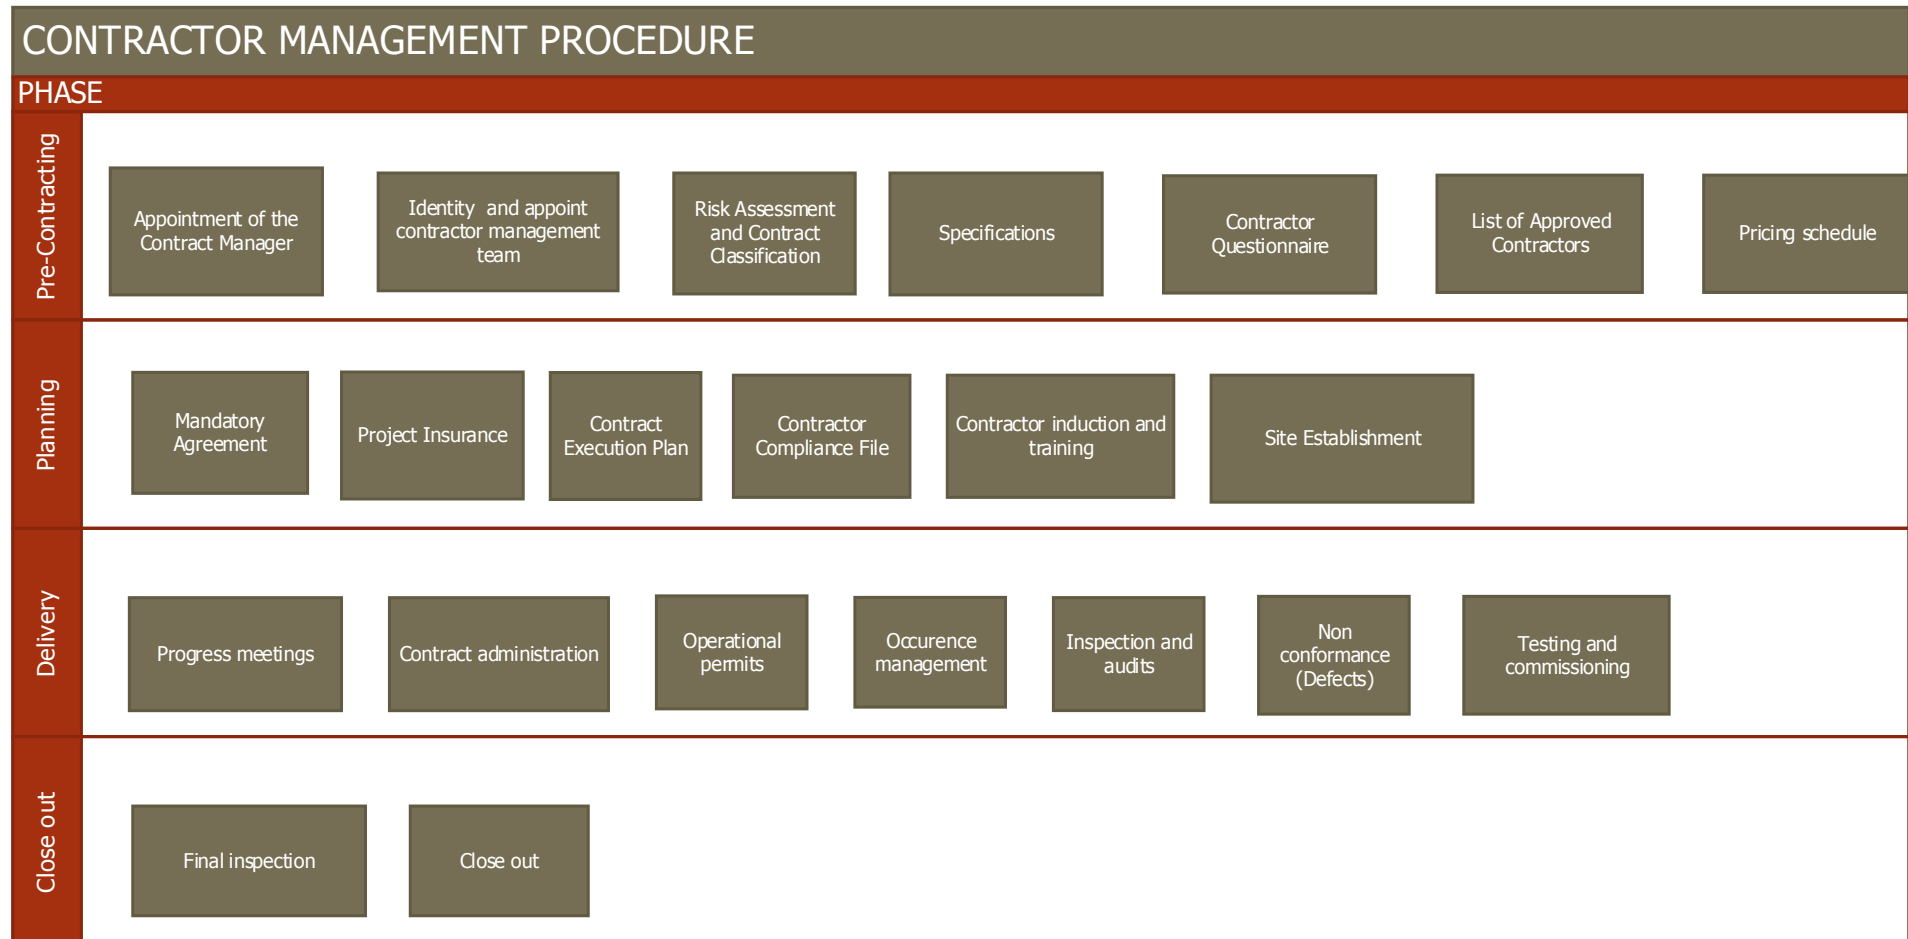 CONTRACTOR MANAGEMENT PROCEDURE
PHASE
Pre-Contracting
Appointment of the
Contract Manager
Identity  and appoint
contractor management
team
Risk Assessment
and Contract
Classification
Specifications
Contractor
Questionnaire
List of Approved
Contractors
Pricing schedule
Planning
Mandatory
Agreement
Project Insurance
Contract
Execution Plan
Contractor
Compliance File
Contractor induction and
training
Site Establishment
Delivery
Progress meetings
Contract administration
Operational
permits
Occurence
management
Inspection and
audits
Non
conformance
(Defects)
Testing and
commissioning
Close out
Final inspection
Close out